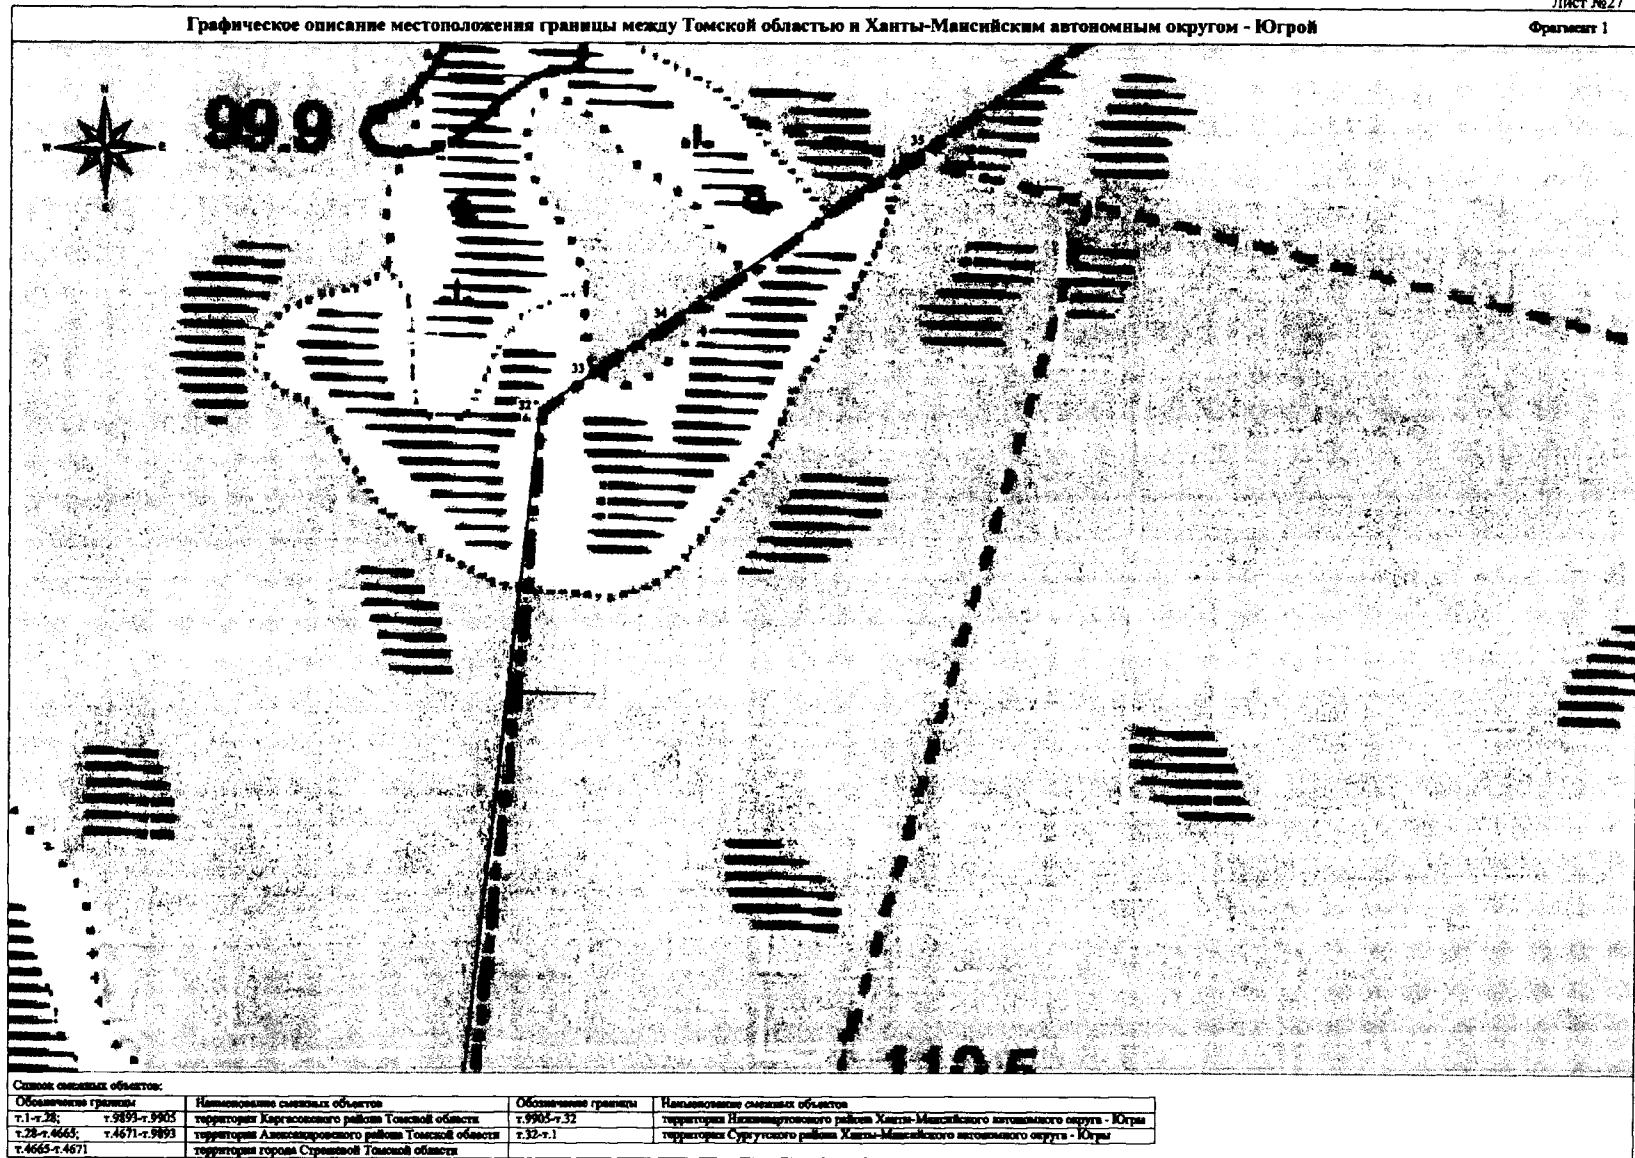 Лист №27
Графическое описание местоположения границы между Томской областью и Ханты-Мансийским автономным округом - Югрой
Фрагмент 1
N
W
E
S
99.9
35
34
33
32
Список смежных объектов:
Обозначение границы Наименование смежных объектов Обозначение границы Наименование смежных объектов
т.1-т.28; т.9893-т.9905 территория Каргасокского района Томской области т.9905-т.32 территория Нижневартовского района Ханты-Мансийского автономного округа - Югры
т.28-т.4665; т.4671-т.9893 территория Александровского района Томской области т.32-т.1 территория Сургутского района Ханты-Мансийского автономного округа - Югры
т.4665-т.4671 территория города Стрежевой Томской области